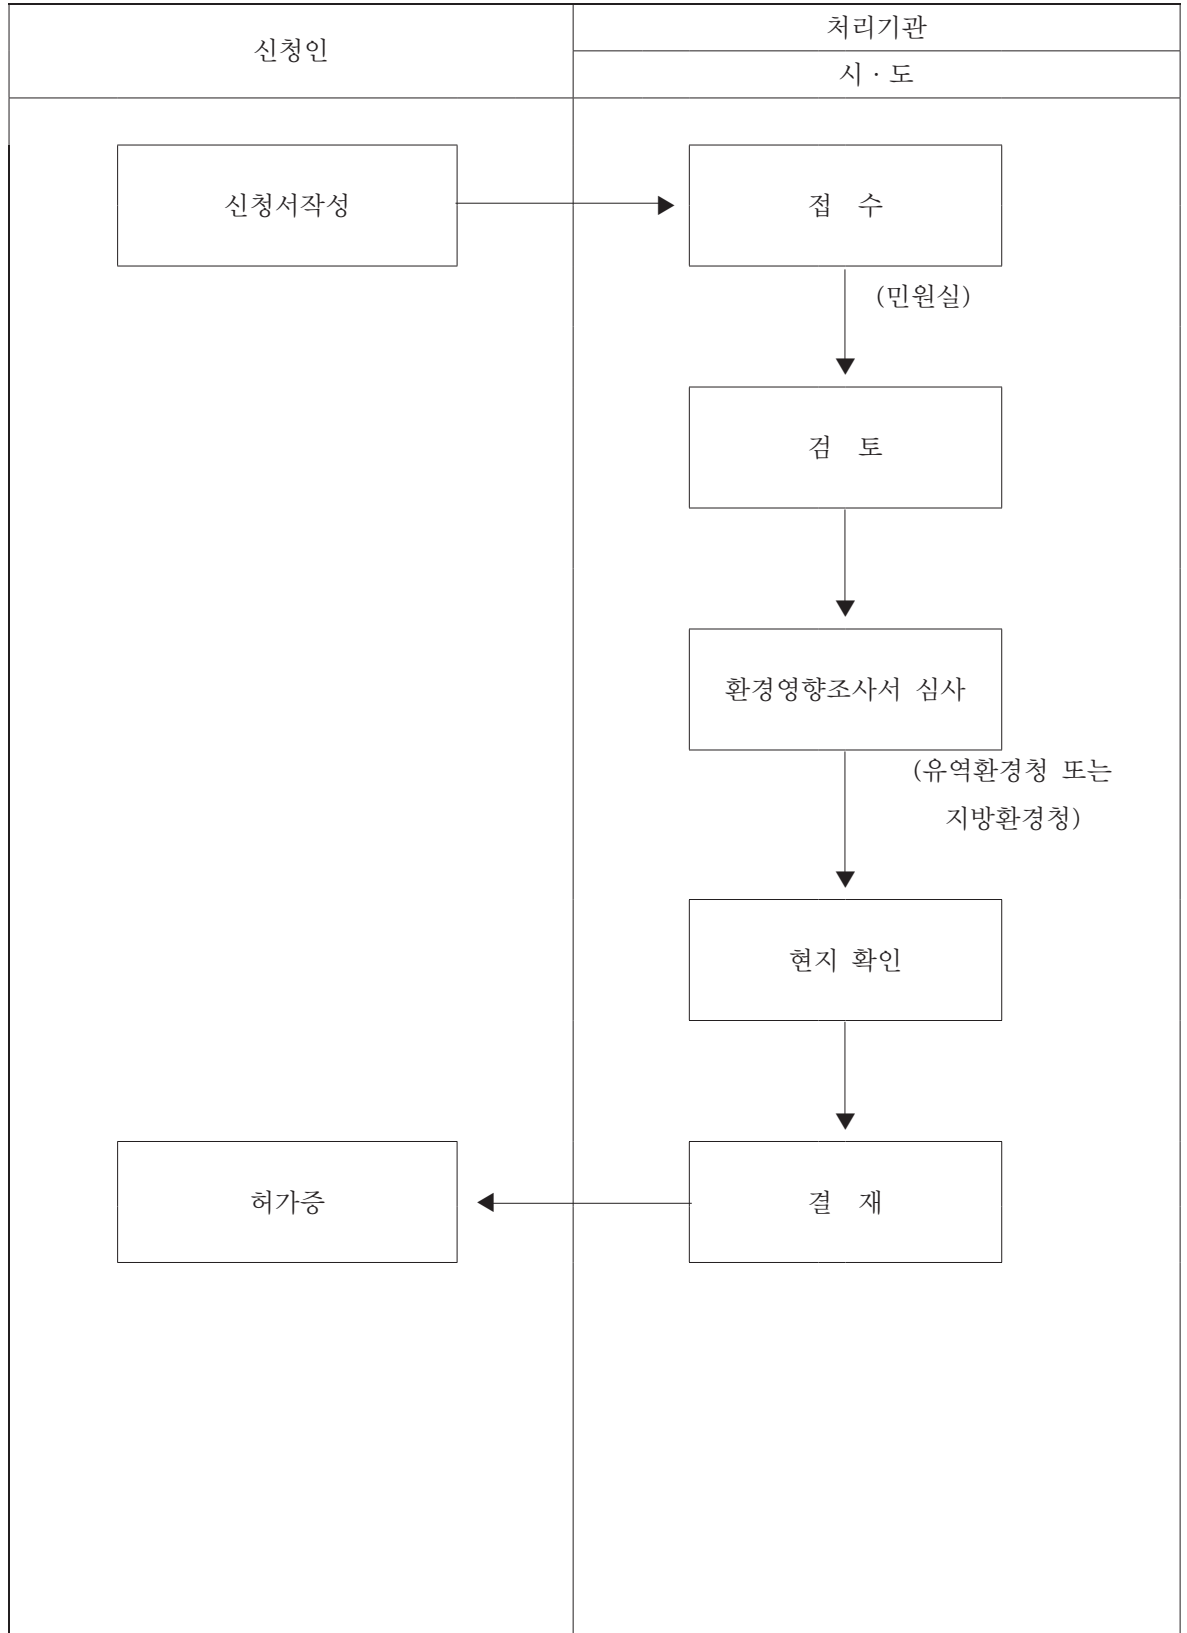 신청인
처리기관
시·도
신청서작성
접 수
(민원실)
검 토
환경영향조사서 심사
(유역환경청 또는
지방환경청)
현지 확인
허가증
결 재